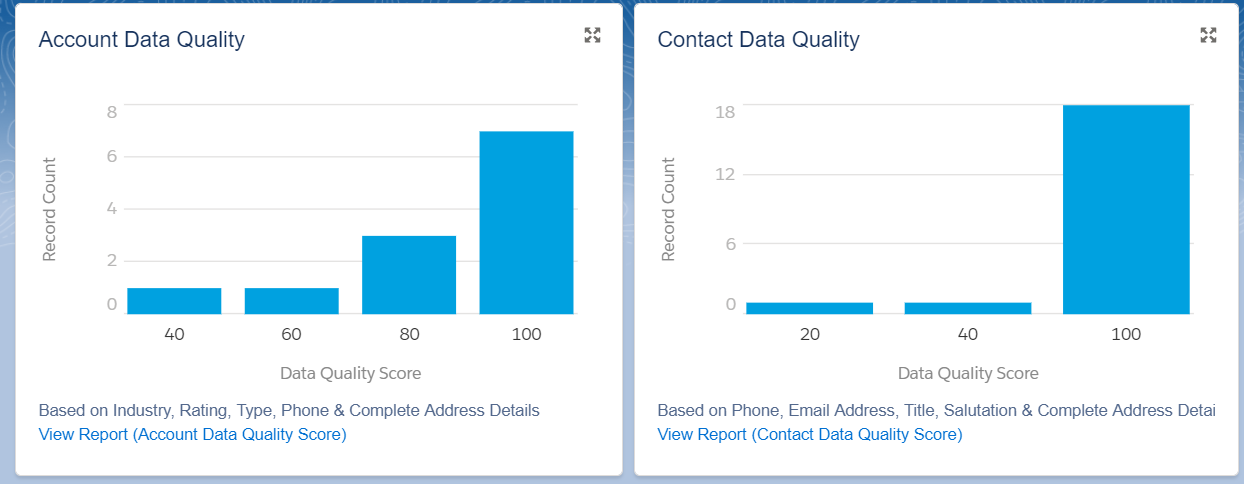 Account Data Quality
Record Count
8
6
4
2
0
40 60 80 100
Data Quality Score
Based on Industry, Rating, Type, Phone & Complete Address Details
View Report (Account Data Quality Score)
Contact Data Quality
Record Count
18
12
6
0
20 40 100
Data Quality Score
Based on Phone, Email Address, Title, Salutation & Complete Address Detai
View Report (Contact Data Quality Score)